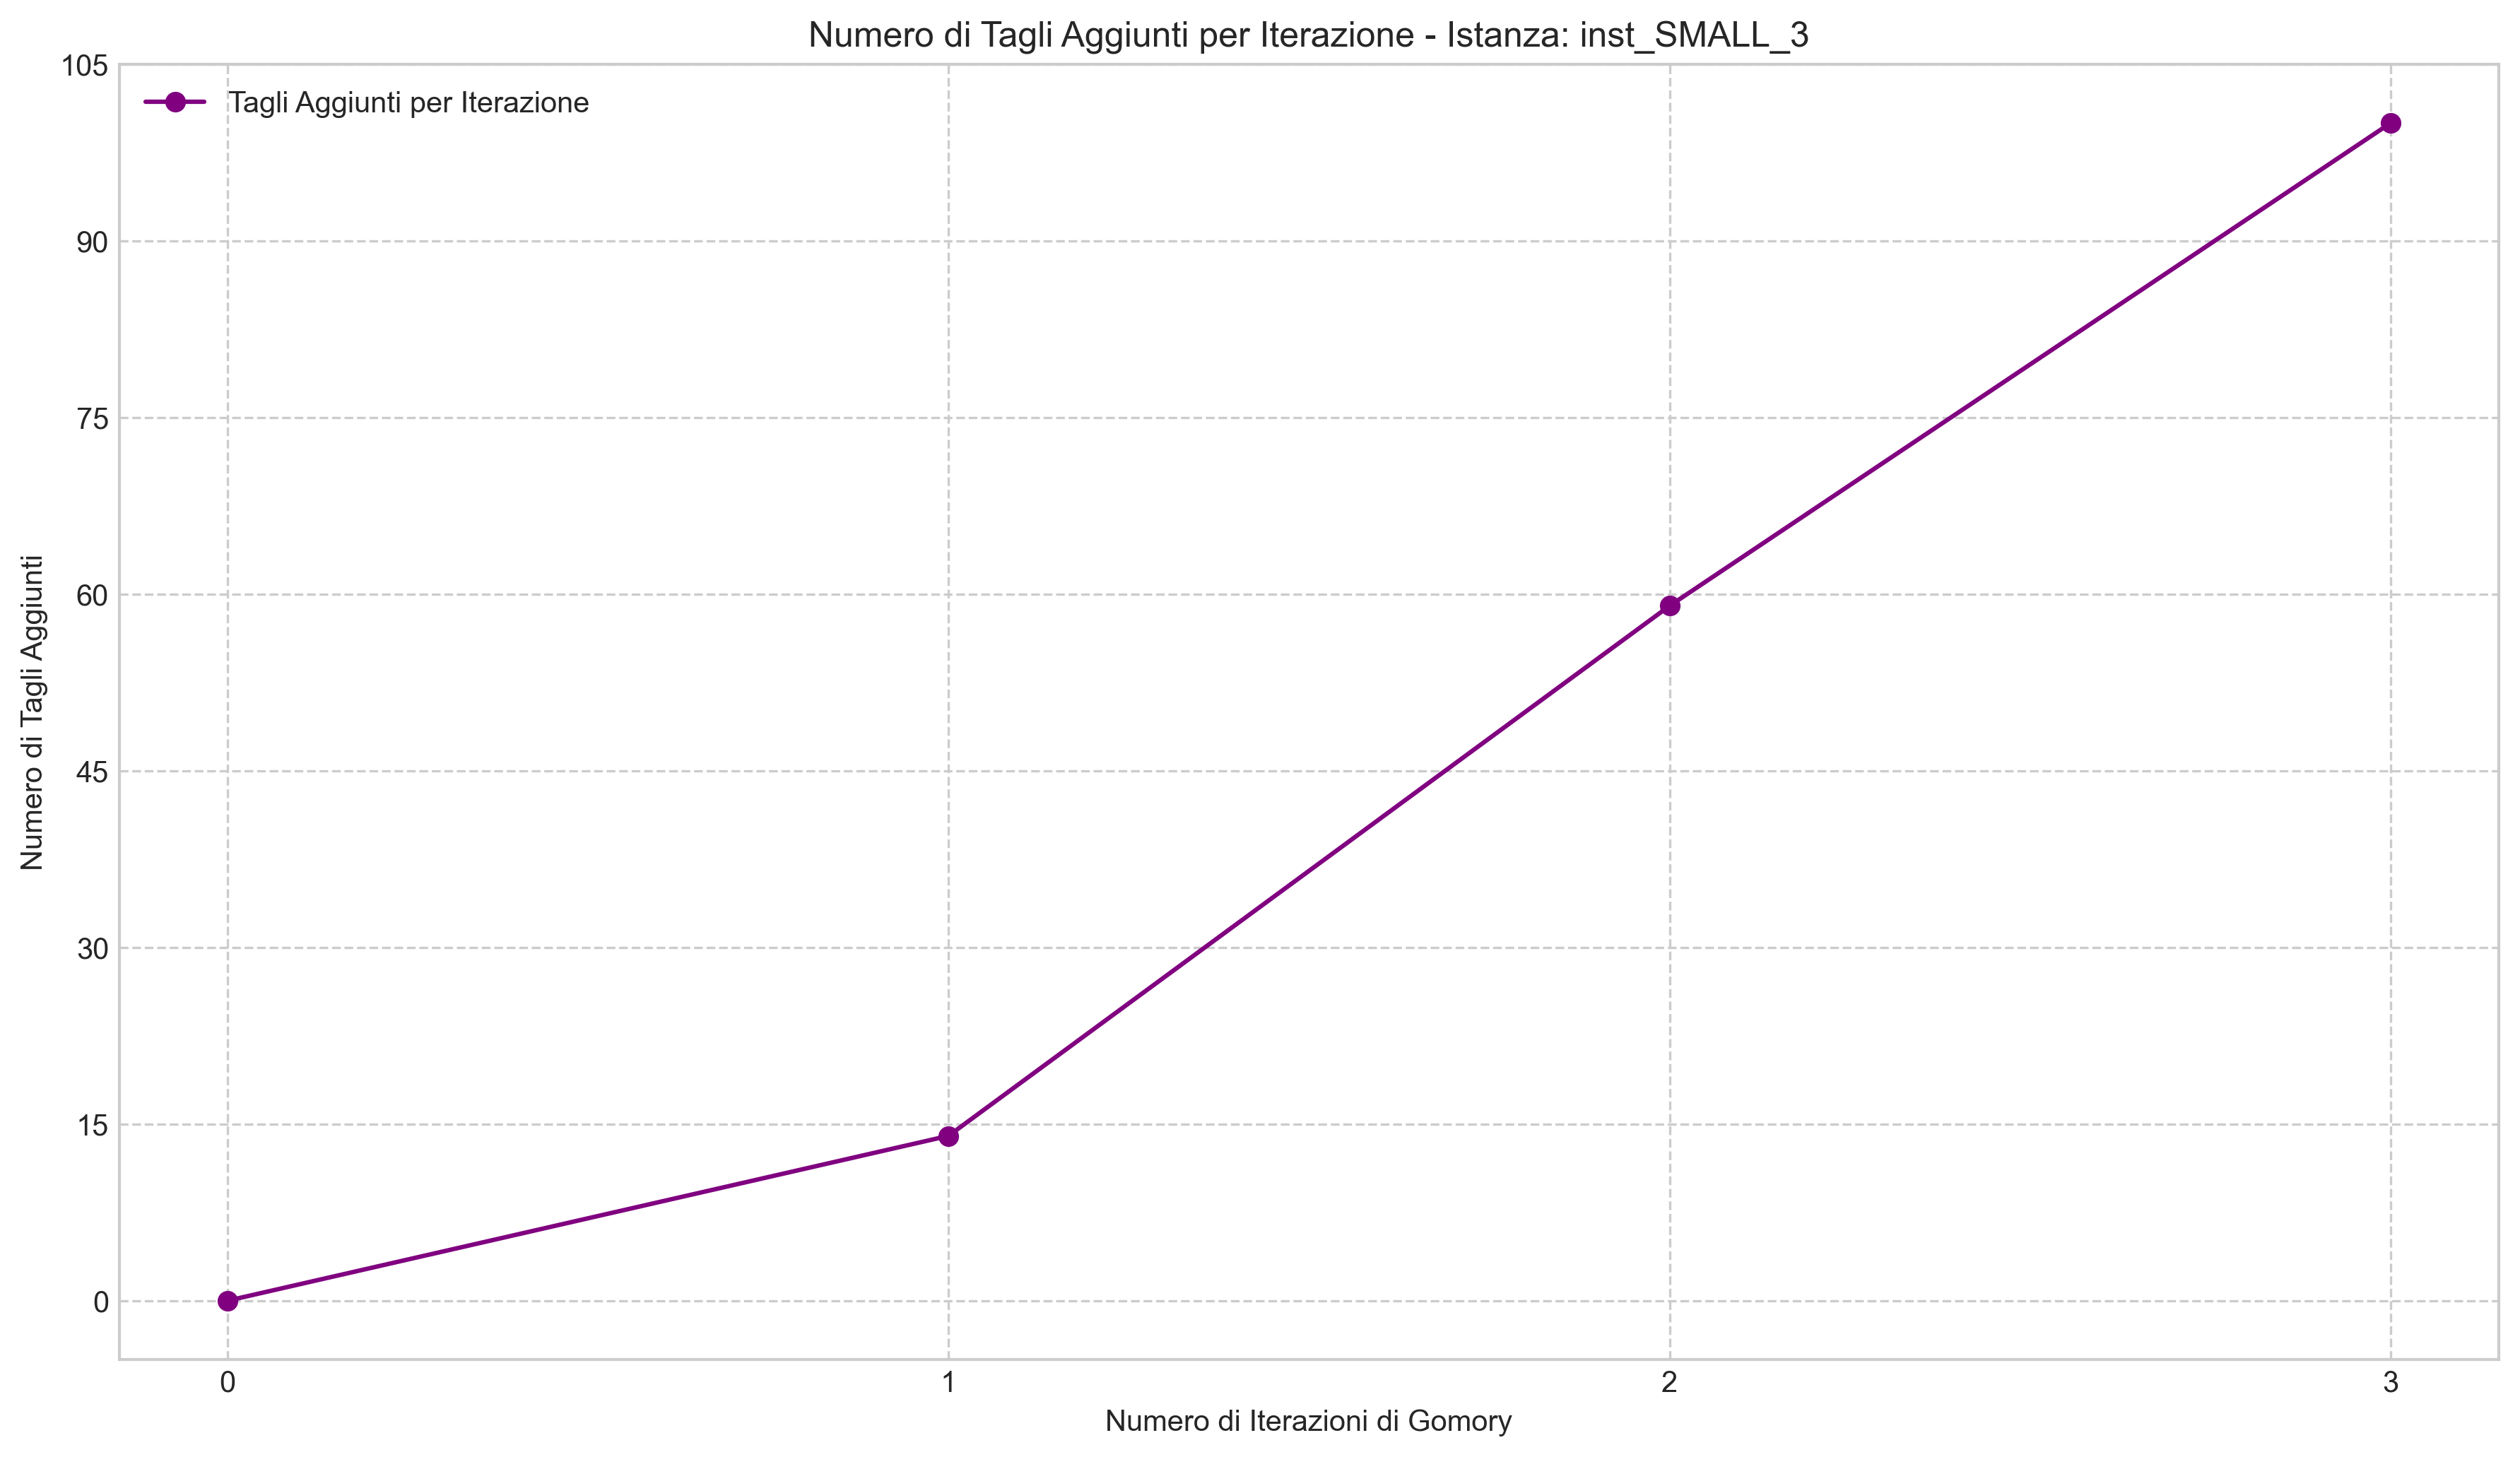 Numero di Tagli Aggiunti per Iterazione - Istanza: inst_SMALL_3
Tagli Aggiunti per Iterazione
Numero di Tagli Aggiunti
105
90
75
60
45
30
15
0
0 1 2 3
Numero di Iterazioni di Gomory